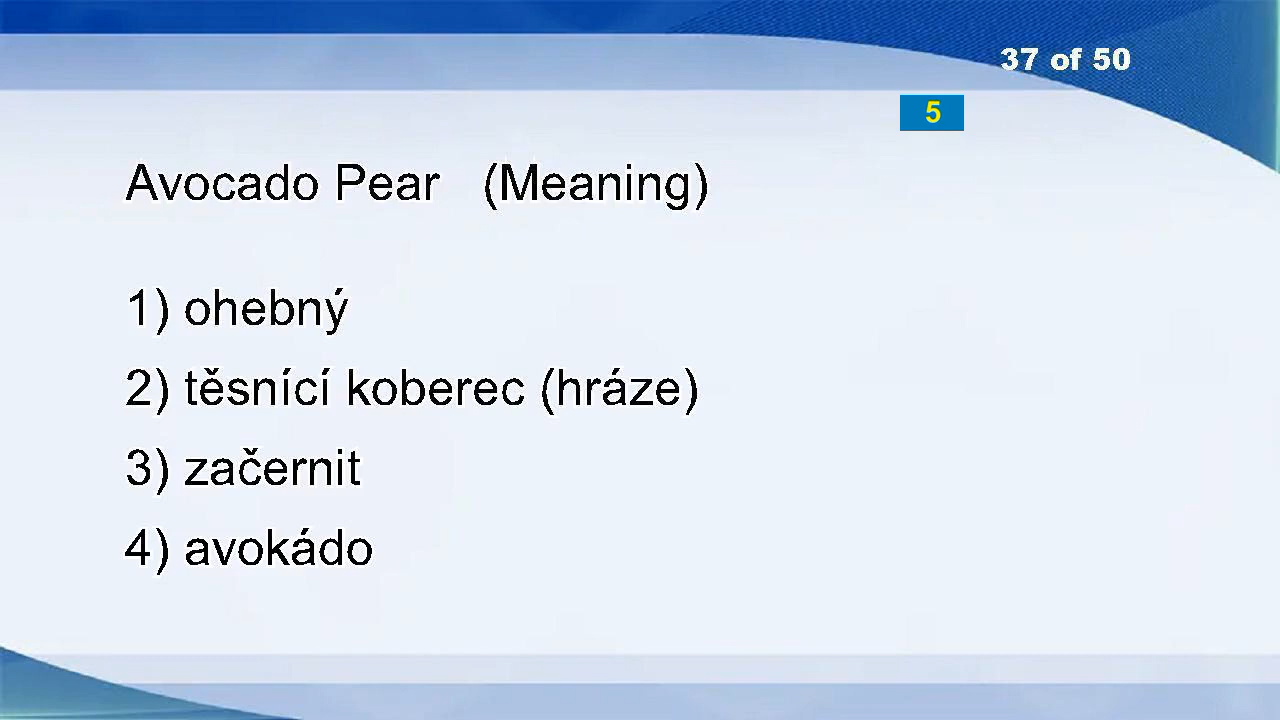 37 of 50
5
Avocado Pear (Meaning)
1) ohebný
2) těsnící koberec (hráze)
3) začernit
4) avokádo